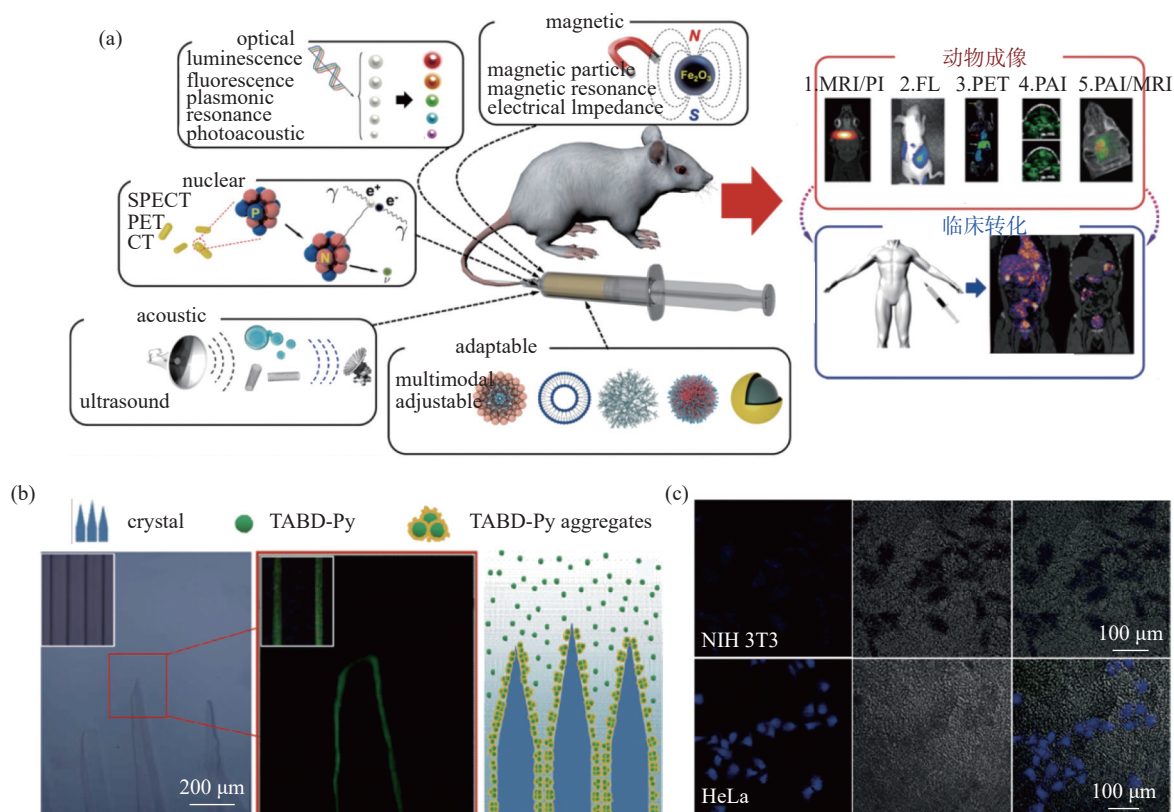 (a)
optical
luminescence
fluorescence
plasmonic
resonance
photoacoustic
magnetic
magnetic particle
magnetic resonance
electrical lmpedance
N
Fe₂O₃
S
nuclear
SPECT
PET
CT
P
N
e⁺
e⁻
γ
γ
ν
acoustic
ultrasound
adaptable
multimodal
adjustable
动物成像
1.MRI/PI 2.FL 3.PET 4.PAI 5.PAI/MRI
临床转化
(b)
crystal TABD-Py TABD-Py aggregates
200 μm
(c)
NIH 3T3
100 μm
HeLa
100 μm